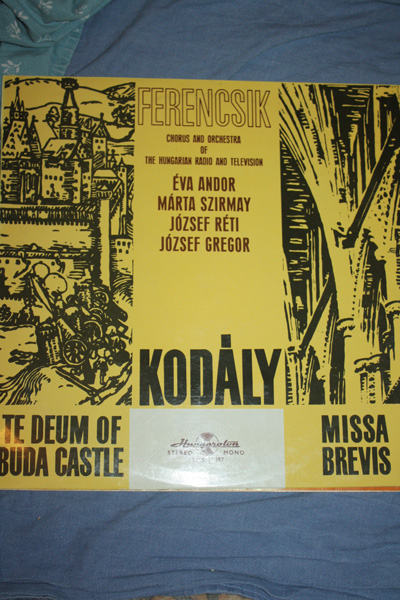 FERENCSIK
CHORUS AND ORCHESTRA
OF
THE HUNGARIAN RADIO AND TELEVISION
ÉVA ANDOR
MÁRTA SZIRMAY
JÓZSEF RÉTI
JÓZSEF GREGOR
KODÁLY
TE DEUM OF
BUDA CASTLE
Hungaroton
STEREO MONO
MISSA
BREVIS